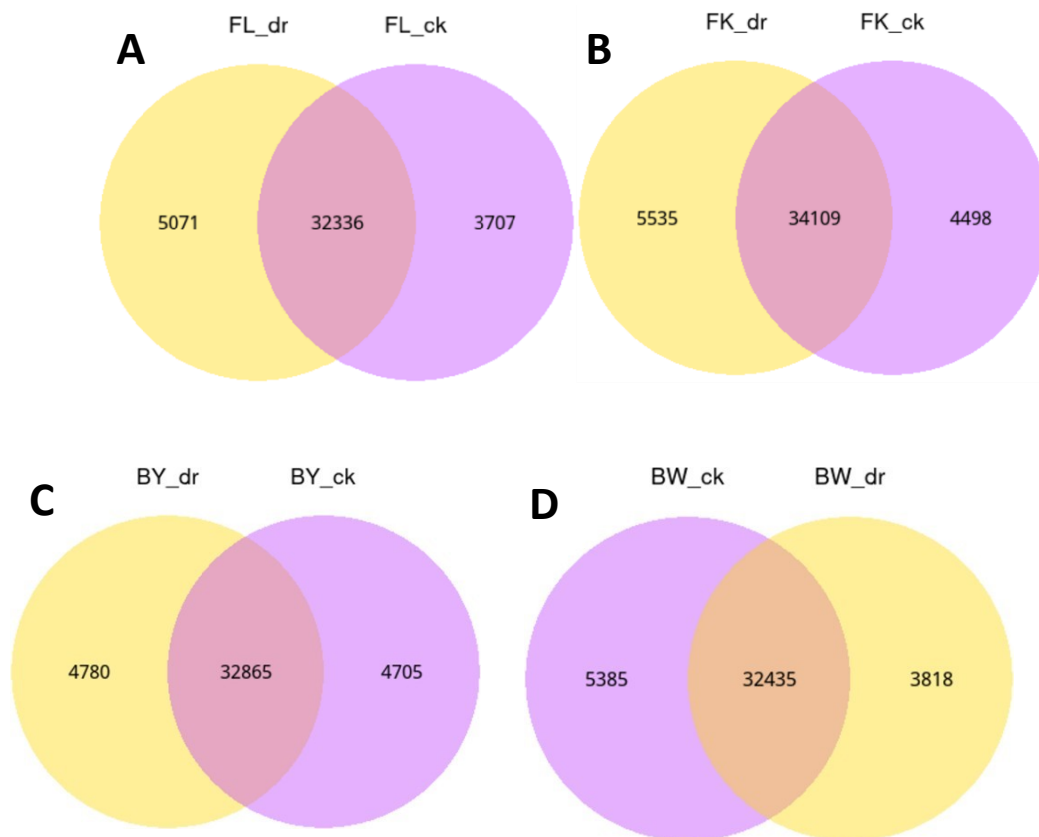 A
FL_dr FL_ck
5071 32336 3707
B
FK_dr FK_ck
5535 34109 4498
C
BY_dr BY_ck
4780 32865 4705
D
BW_ck BW_dr
5385 32435 3818